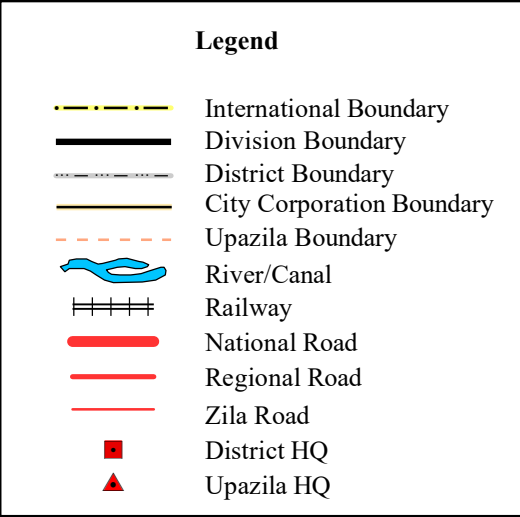 Legend
International Boundary
Division Boundary
District Boundary
City Corporation Boundary
Upazila Boundary
River/Canal
Railway
National Road
Regional Road
Zila Road
District HQ
Upazila HQ